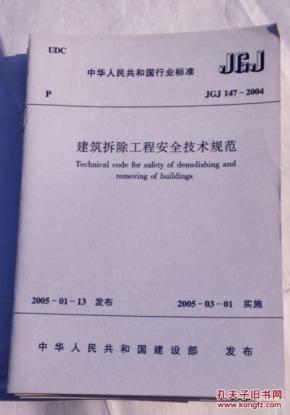 UDC
JGJ
中华人民共和国行业标准
P
JGJ 147-2004
建筑拆除工程安全技术规范
Technical code for safety of demolishing and
removing of buildings
2005-01-13 发布
2005-03-01 实施
中华人民共和国建设部 发布
孔夫子旧书网
www.kongfz.com